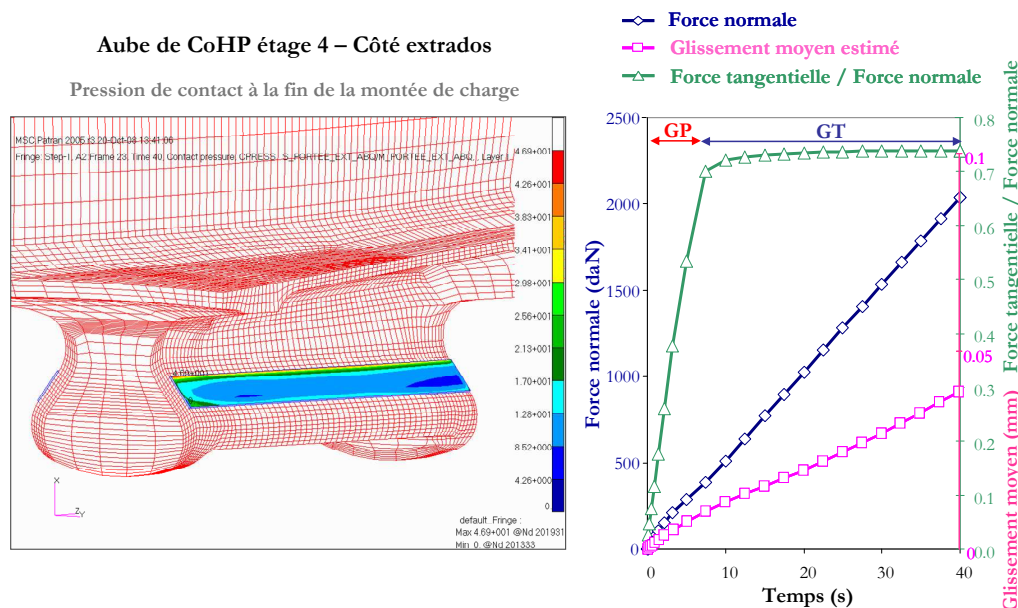 Aube de CoHP étage 4 – Côté extrados
Pression de contact à la fin de la montée de charge
MSC.Patran 2005 r3 20-Oct-08 13:41:06
Fringe: Step-1, A2:Frame 23, Time 40, Contact pressure, CPRESS,
4.69+001
4.26+001
3.83+001
3.41+001
2.98+001
2.56+001
2.13+001
1.70+001
1.28+001
8.52+000
4.26+000
0
4.69+001
X
Z
Y
default_Fringe :
Max 4.69+001 @Nd 201931
Min 0. @Nd 201333
Force normale
Glissement moyen estimé
Force tangentielle / Force normale
GP
GT
2500
2000
1500
1000
500
0
Force normale (daN)
0.8
0.7
0.6
0.5
0.4
0.3
0.2
0.1
0.0
0.1
0.05
0
Force tangentielle / Force normale
Glissement moyen (mm)
0
10
20
30
40
Temps (s)